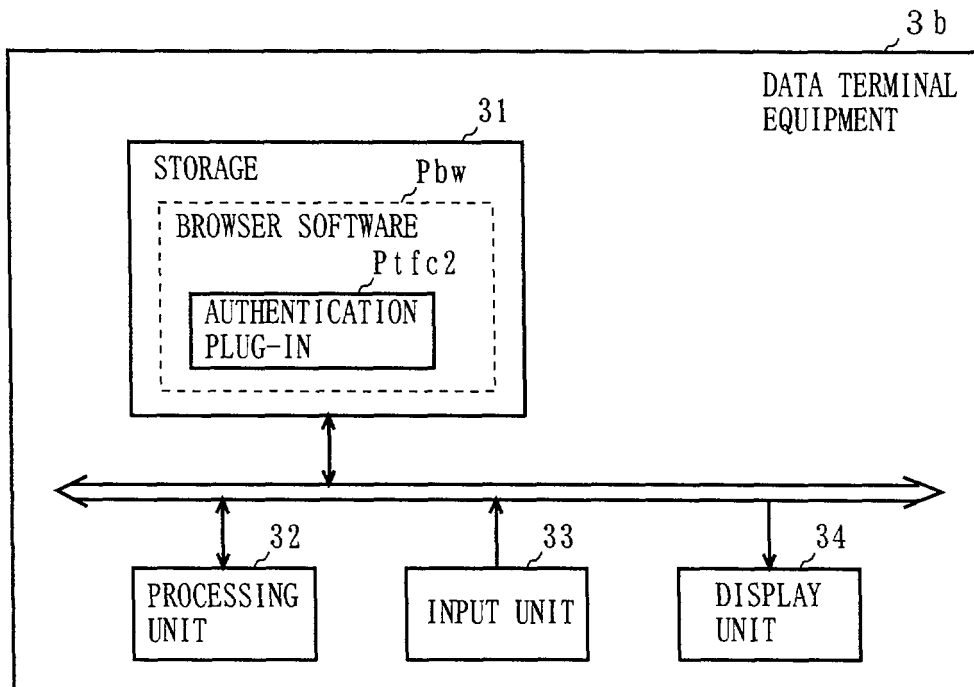 3b
DATA TERMINAL
EQUIPMENT
31
STORAGE
Pbw
BROWSER SOFTWARE
Ptfc2
AUTHENTICATION
PLUG-IN
32
PROCESSING
UNIT
33
INPUT UNIT
34
DISPLAY
UNIT